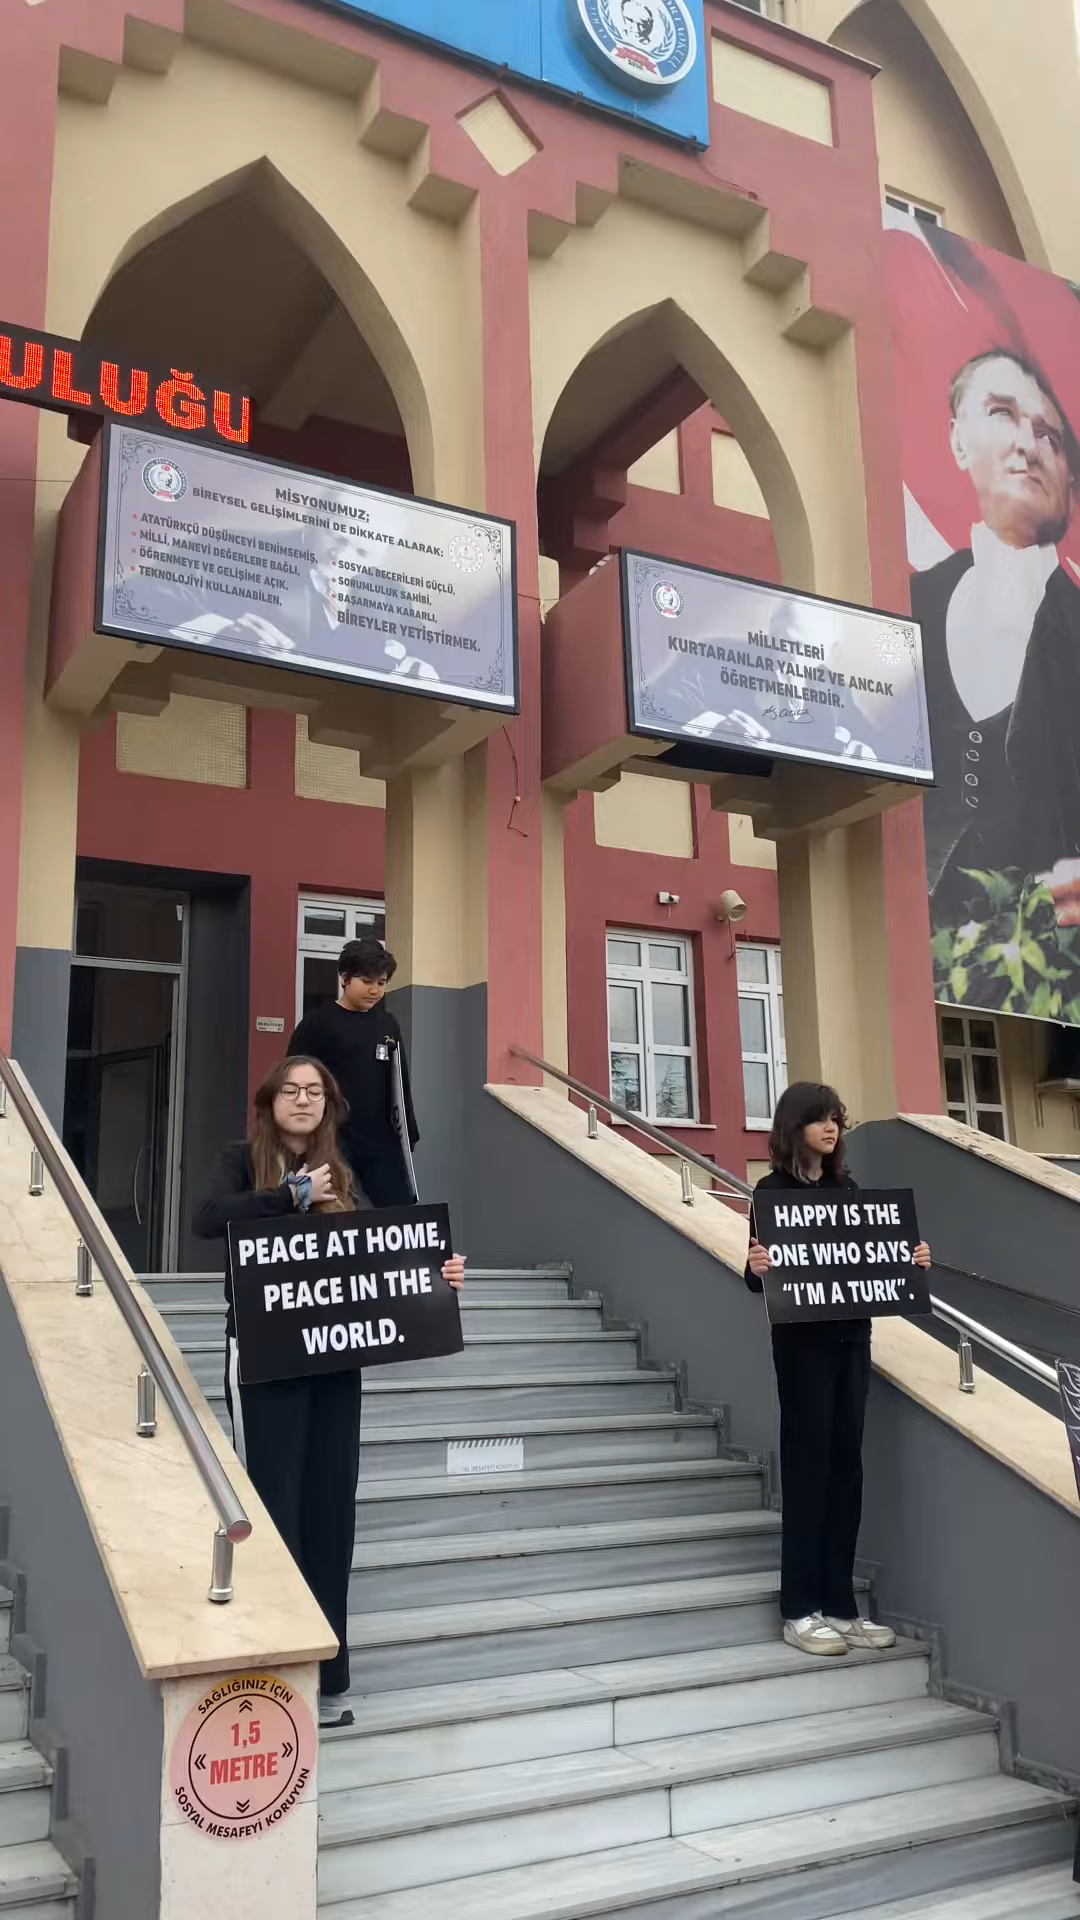 ULUĞU
MİSYONUMUZ;
BİREYSEL GELİŞİMLERİNİ DE DİKKATE ALARAK:
• ATATÜRKÇÜ DÜŞÜNCEYİ BENİMSEMİŞ,
• MİLLİ, MANEVİ DEĞERLERE BAĞLI,
• ÖĞRENMEYE VE GELİŞİME AÇIK,
• TEKNOLOJİYİ KULLANABİLEN,
• SOSYAL BECERİLERİ GÜÇLÜ,
• SORUMLULUK SAHİBİ,
• BAŞARMAYA KARARLI,
BİREYLER YETİŞTİRMEK.
MİLLETLERİ
KURTARANLAR YALNIZ VE ANCAK
ÖĞRETMENLERDİR.
PEACE AT HOME,
PEACE IN THE
WORLD.
HAPPY IS THE
ONE WHO SAYS,
“I’M A TURK”.
SAĞLIĞINIZ İÇİN
1,5
METRE
SOSYAL MESAFEYİ KORUYUN